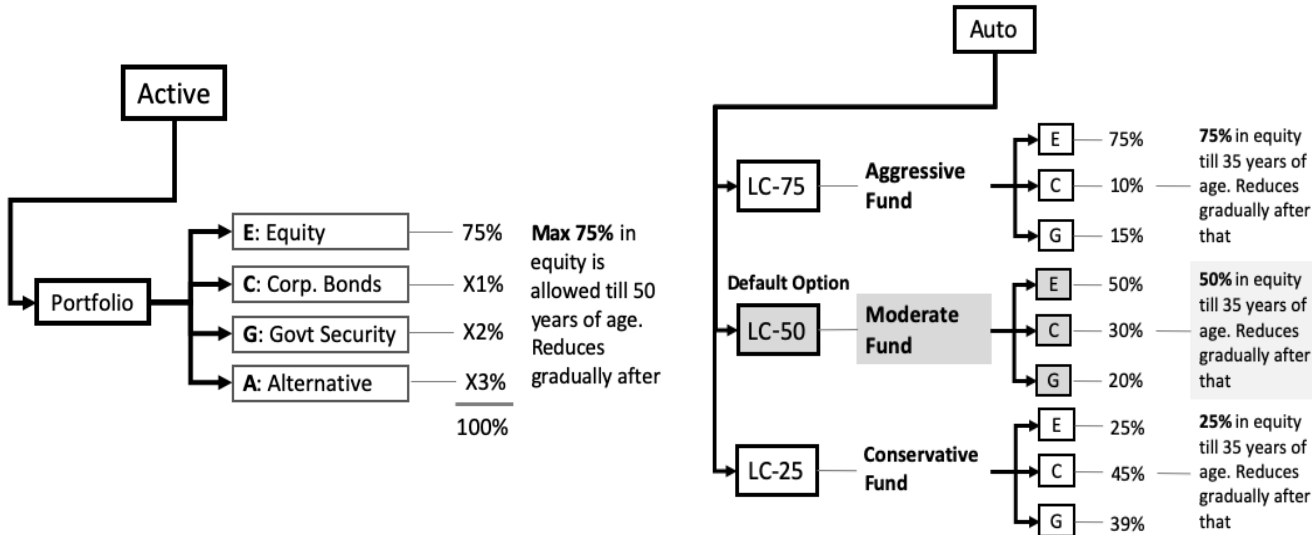 Active
Portfolio
E: Equity
75%
C: Corp. Bonds
X1%
G: Govt Security
X2%
A: Alternative
X3%
100%
Max 75% in
equity is
allowed till 50
years of age.
Reduces
gradually after
Auto
LC-75
Aggressive
Fund
E
75%
C
10%
G
15%
75% in equity
till 35 years of
age. Reduces
gradually after
that
Default Option
LC-50
Moderate
Fund
E
50%
C
30%
G
20%
50% in equity
till 35 years of
age. Reduces
gradually after
that
LC-25
Conservative
Fund
E
25%
C
45%
G
39%
25% in equity
till 35 years of
age. Reduces
gradually after
that